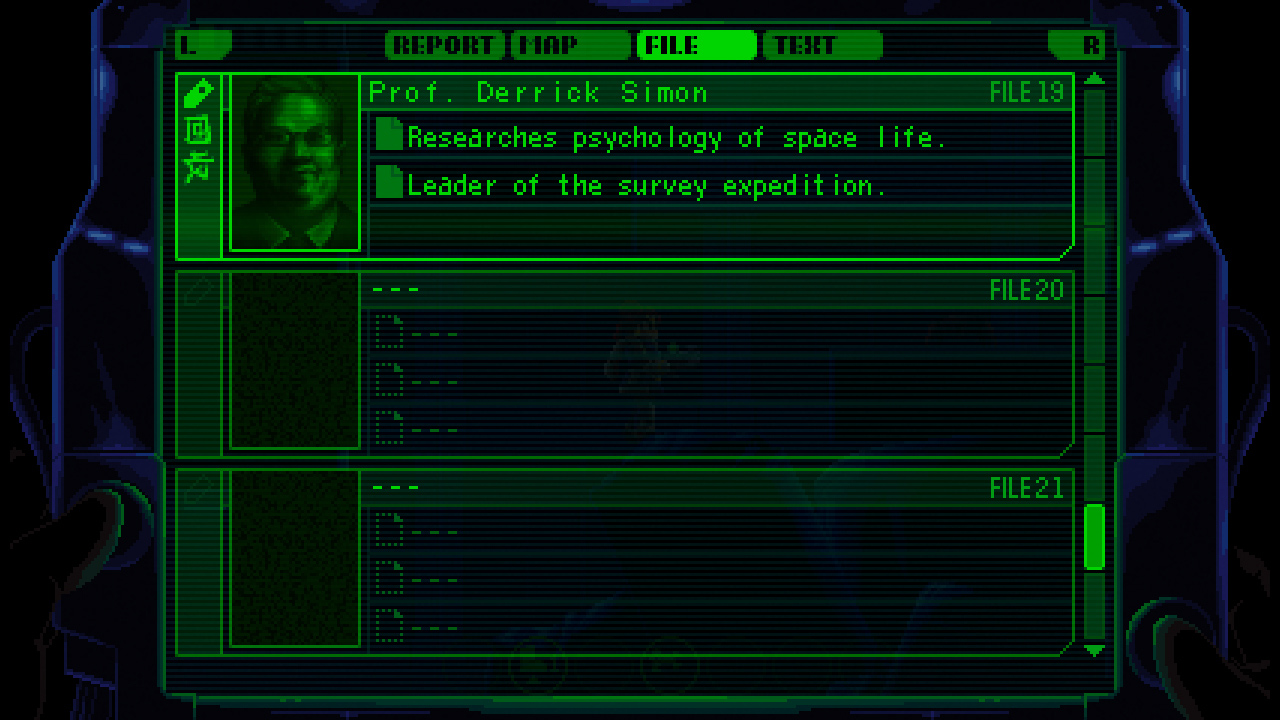 L REPORT MAP FILE TEXT R
Prof. Derrick Simon FILE19
Researches psychology of space life.
Leader of the survey expedition.
--- FILE20
---
---
---
--- FILE21
---
---
---